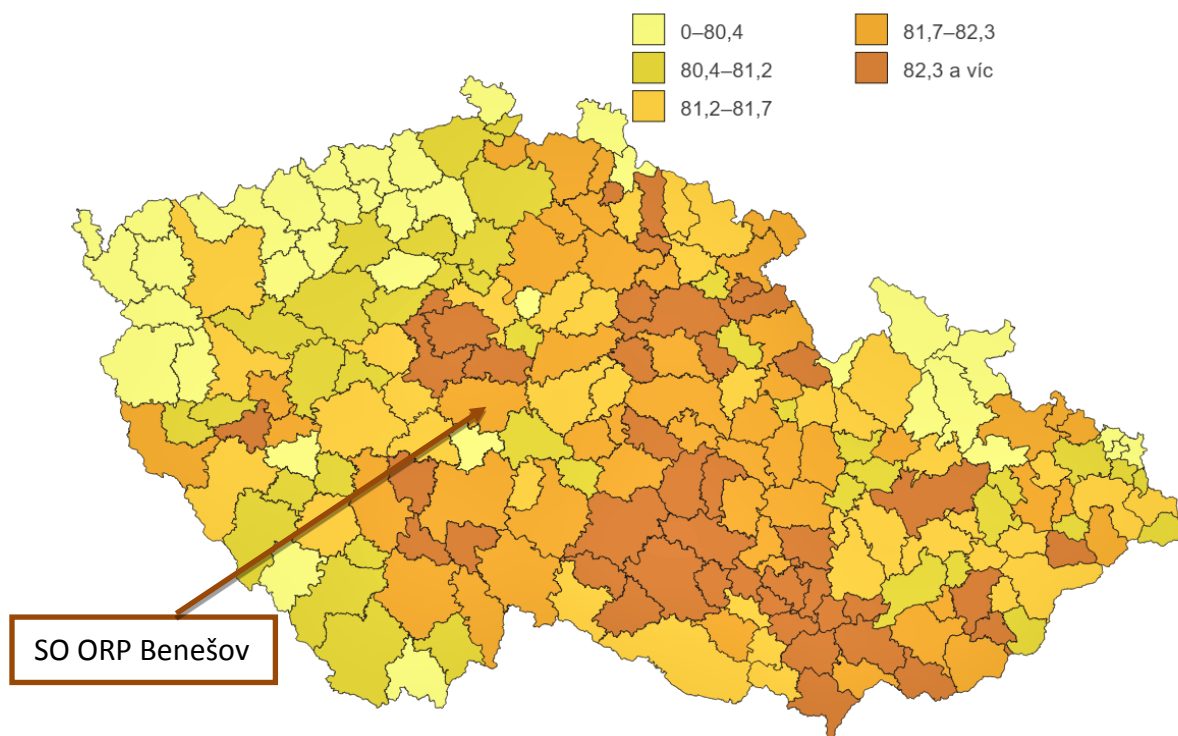 0–80,4
80,4–81,2
81,2–81,7
81,7–82,3
82,3 a víc
SO ORP Benešov